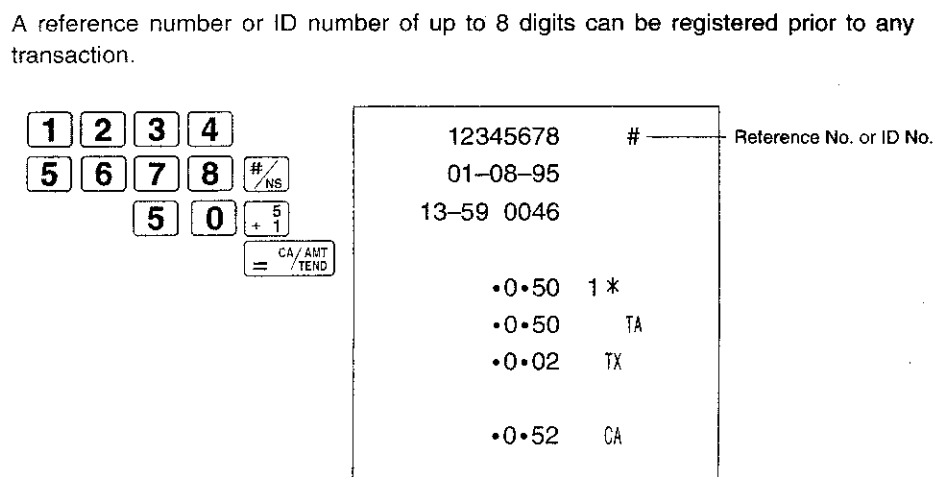 A reference number or ID number of up to 8 digits can be registered prior to any
transaction.
1 2 3 4
5 6 7 8 #/NS
5 0 + 5 1
= CA/AMT TEND
12345678 # Reference No. or ID No.
01–08–95
13–59 0046
•0•50 1 *
•0•50 TA
•0•02 TX
•0•52 CA